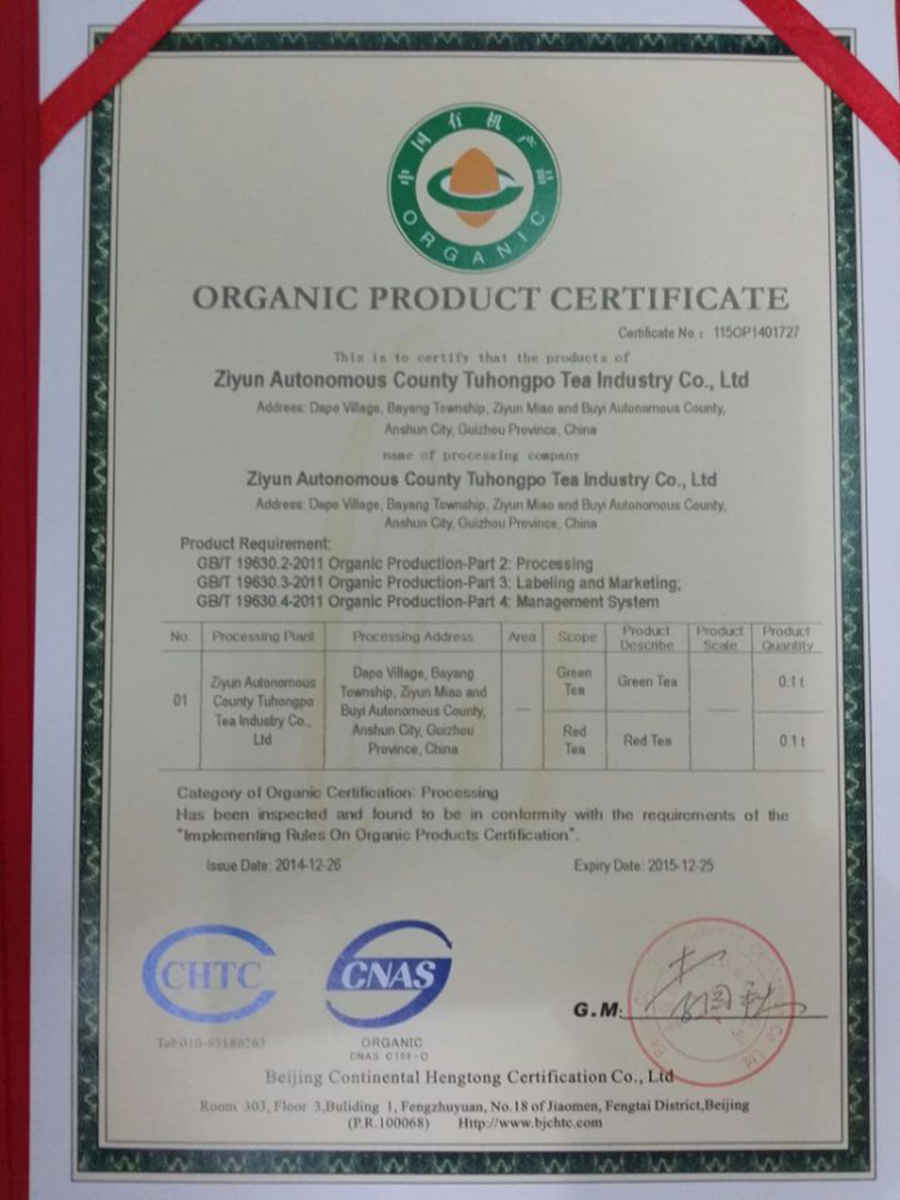 中国有机产品
ORGANIC
ORGANIC PRODUCT CERTIFICATE
Certificate No.: 115OP1401727
This is to certify that the products of
Ziyun Autonomous County Tuhongpo Tea Industry Co., Ltd
Address: Dapo Village, Bayang Township, Ziyun Miao and Buyi Autonomous County,
Anshun City, Guizhou Province, China
name of processing company
Ziyun Autonomous County Tuhongpo Tea Industry Co., Ltd
Address: Dapo Village, Bayang Township, Ziyun Miao and Buyi Autonomous County,
Anshun City, Guizhou Province, China
Product Requirement:
GB/T 19630.2-2011 Organic Production-Part 2: Processing
GB/T 19630.3-2011 Organic Production-Part 3: Labeling and Marketing;
GB/T 19630.4-2011 Organic Production-Part 4: Management System
No. Processing Plant Processing Address Area Scope Product Describe Product Scale Product Quantity
01
Ziyun Autonomous
County Tuhongpo
Tea Industry Co.,
Ltd
Dapo Village, Bayang
Township, Ziyun Miao and
Buyi Autonomous County,
Anshun City, Guizhou
Province, China
—
Green
Tea
Green Tea
—
0.1 t
Red
Tea
Red Tea
0.1 t
Category of Organic Certification: Processing
Has been inspected and found to be in conformity with the requirements of the
"Implementing Rules On Organic Products Certification".
Issue Date: 2014-12-26 Expiry Date: 2015-12-25
CHTC
Tel:010-63180263
CNAS
ORGANIC
CNAS C108-O
G.M:
Beijing Continental Hengtong Certification Co., Ltd
Room 303, Floor 3,Buliding 1, Fengzhuyuan, No.18 of Jiaomen, Fengtai District,Beijing
(P.R.100068) Http://www.bjchtc.com